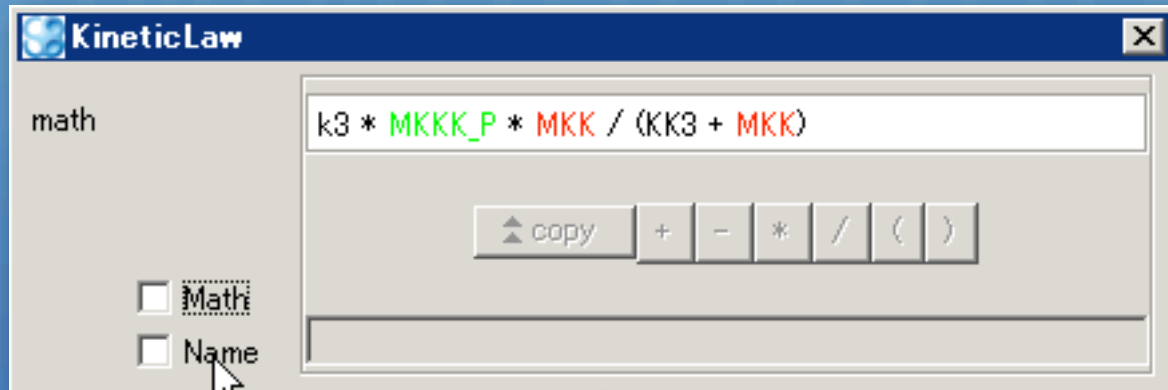 KineticLaw
math
k3 * MKKK_P * MKK / (KK3 + MKK)
copy + - * / ( )
Math
Name